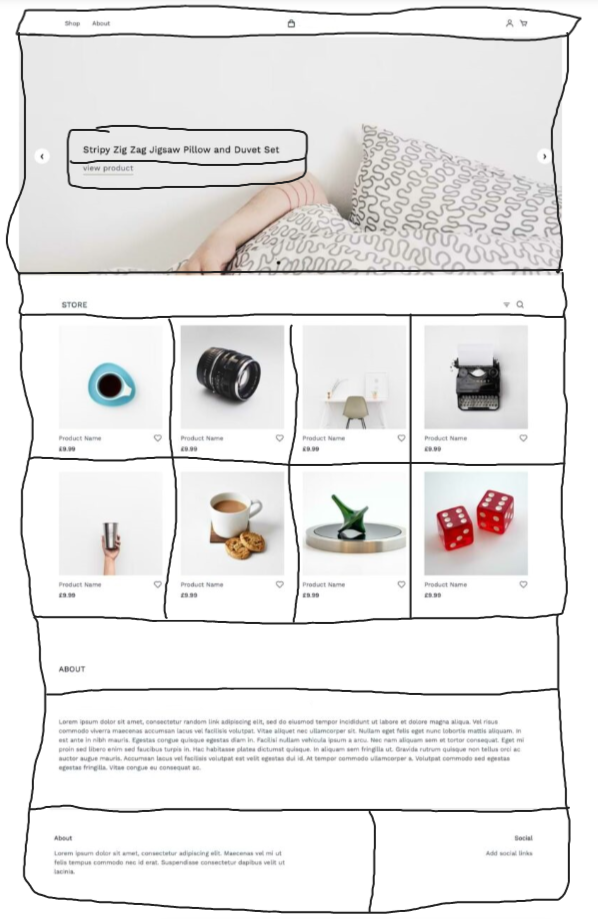 Shop About
Stripy Zig Zag Jigsaw Pillow and Duvet Set
view product
STORE
Product Name Product Name Product Name Product Name
£9.99 £9.99 £9.99 £9.99
Product Name Product Name Product Name Product Name
£9.99 £9.99 £9.99 £9.99
ABOUT
Lorem ipsum dolor sit amet, consectetur random link adipiscing elit, sed do eiusmod tempor incididunt ut labore et dolore magna aliqua. Vel risus
commodo viverra maecenas accumsan lacus vel facilisis volutpat. Vitae aliquet nec ullamcorper sit. Nullam eget felis eget nunc lobortis mattis aliquam. In
est ante in nibh mauris. Egestas congue quisque egestas diam in. Facilisi nullam vehicula ipsum a arcu. Nec nam aliquam sem et tortor consequat. Eget mi
proin sed libero enim sed faucibus turpis in. Hac habitasse platea dictumst quisque. In aliquam sem fringilla ut. Gravida rutrum quisque non tellus orci ac
auctor augue mauris. Accumsan lacus vel facilisis volutpat est velit egestas dui id. At tempor commodo ullamcorper a. Volutpat commodo sed egestas
egestas fringilla. Vitae congue eu consequat ac.
About
Lorem ipsum dolor sit amet, consectetur adipiscing elit. Maecenas vel mi ut
felis tempus commodo nec id erat. Suspendisse consectetur dapibus velit ut
lacinia.
Social
Add social links